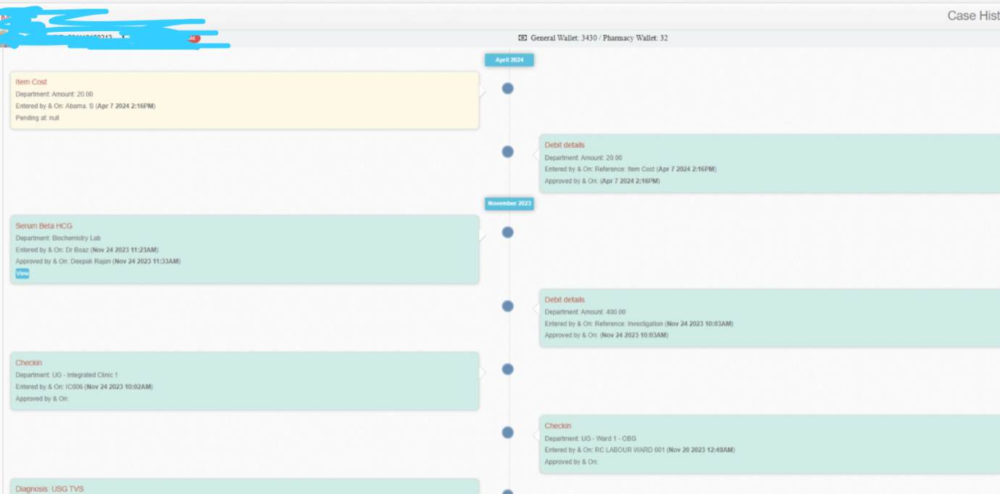 Case Hist
General Wallet: 3430 / Pharmacy Wallet: 32
April 2024
Item Cost
Department: Amount: 20.00
Entered by & On: Abama. S (Apr 7 2024 2:16PM)
Pending at: null
Debit details
Department: Amount: 20.00
Entered by & On: Reference: Item Cost (Apr 7 2024 2:16PM)
Approved by & On: (Apr 7 2024 2:16PM)
November 2023
Serum Beta HCG
Department: Biochemistry Lab
Entered by & On: Dr Boaz (Nov 24 2023 11:23AM)
Approved by & On: Deepak Rajan (Nov 24 2023 11:33AM)
View
Debit details
Department: Amount: 400.00
Entered by & On: Reference: Investigation (Nov 24 2023 10:03AM)
Approved by & On: (Nov 24 2023 10:03AM)
Checkin
Department: UG - Integrated Clinic 1
Entered by & On: IC006 (Nov 24 2023 10:02AM)
Approved by & On:
Checkin
Department: UG - Ward 1 - OBG
Entered by & On: RC LABOUR WARD 001 (Nov 20 2023 12:48AM)
Approved by & On:
Diagnosis: USG TVS